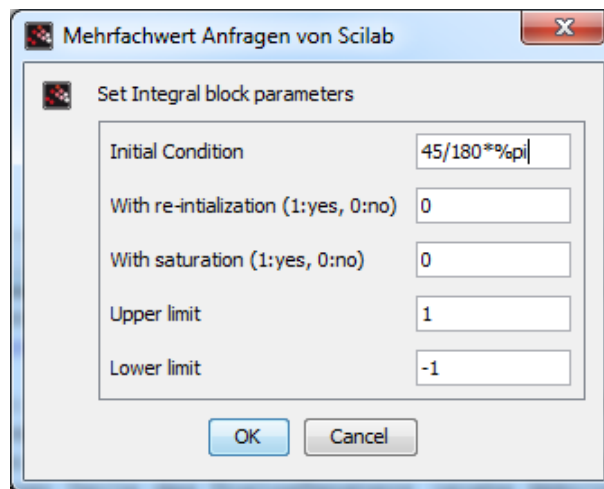 Mehrfachwert Anfragen von Scilab
Set Integral block parameters
Initial Condition 45/180*%pi
With re-intialization (1:yes, 0:no) 0
With saturation (1:yes, 0:no) 0
Upper limit 1
Lower limit -1
OK Cancel